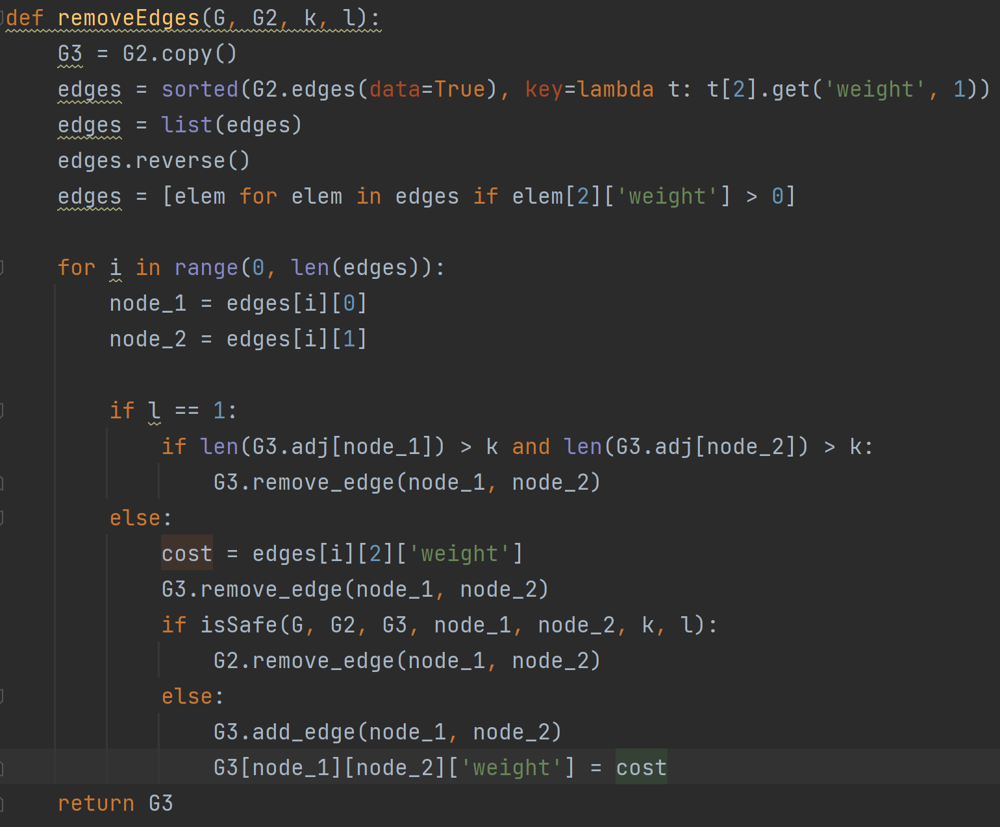 def removeEdges(G, G2, k, l):
    G3 = G2.copy()
    edges = sorted(G2.edges(data=True), key=lambda t: t[2].get('weight', 1))
    edges = list(edges)
    edges.reverse()
    edges = [elem for elem in edges if elem[2]['weight'] > 0]

    for i in range(0, len(edges)):
        node_1 = edges[i][0]
        node_2 = edges[i][1]

        if l == 1:
            if len(G3.adj[node_1]) > k and len(G3.adj[node_2]) > k:
                G3.remove_edge(node_1, node_2)
        else:
            cost = edges[i][2]['weight']
            G3.remove_edge(node_1, node_2)
            if isSafe(G, G2, G3, node_1, node_2, k, l):
                G2.remove_edge(node_1, node_2)
            else:
                G3.add_edge(node_1, node_2)
                G3[node_1][node_2]['weight'] = cost
    return G3